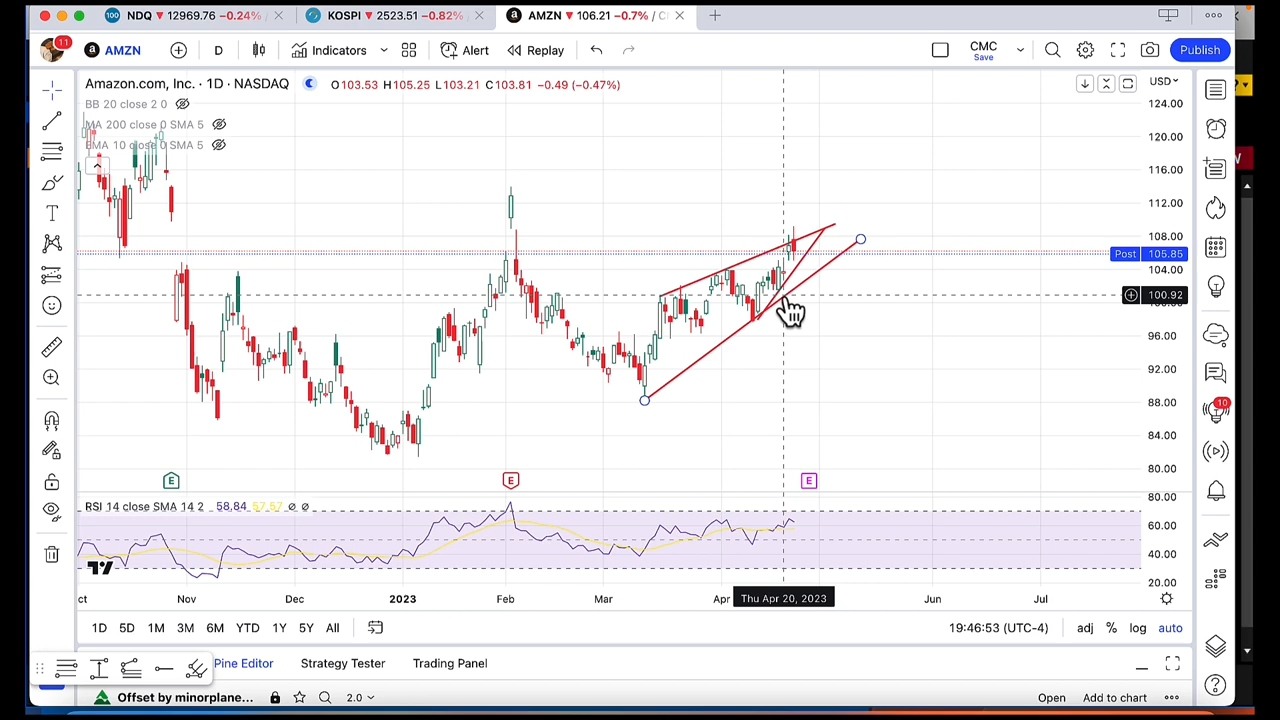 100 NDQ ▼ 12969.76 −0.24% /
KOSPI ▼ 2523.51 −0.82%
AMZN ▼ 106.21 −0.7% / C
11
AMZN
D
Indicators
Alert
Replay
CMC
Save
Publish
Amazon.com, Inc. · 1D · NASDAQ O103.53 H105.25 L103.21 C103.81 −0.49 (−0.47%)
USD
BB 20 close 2 0
MA 200 close 0 SMA 5
EMA 10 close 0 SMA 5
124.00
120.00
116.00
112.00
108.00
Post 105.85
104.00
100.92
96.00
92.00
88.00
84.00
80.00
E
E
E
10
RSI 14 close SMA 14 2 58.84 57.57 ⌀ ⌀
80.00
60.00
40.00
20.00
ct Nov Dec 2023 Feb Mar Apr Thu Apr 20, 2023 Jun Jul
1D 5D 1M 3M 6M YTD 1Y 5Y All
19:46:53 (UTC-4) adj % log auto
Pine Editor Strategy Tester Trading Panel
Offset by minorplane... 2.0
Open Add to chart